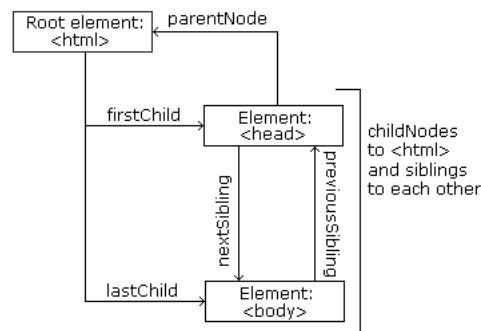 parentNode
Root element:
<html>
firstChild
Element:
<head>
childNodes
to <html>
and siblings
to each other
nextSibling
previousSibling
lastChild
Element:
<body>